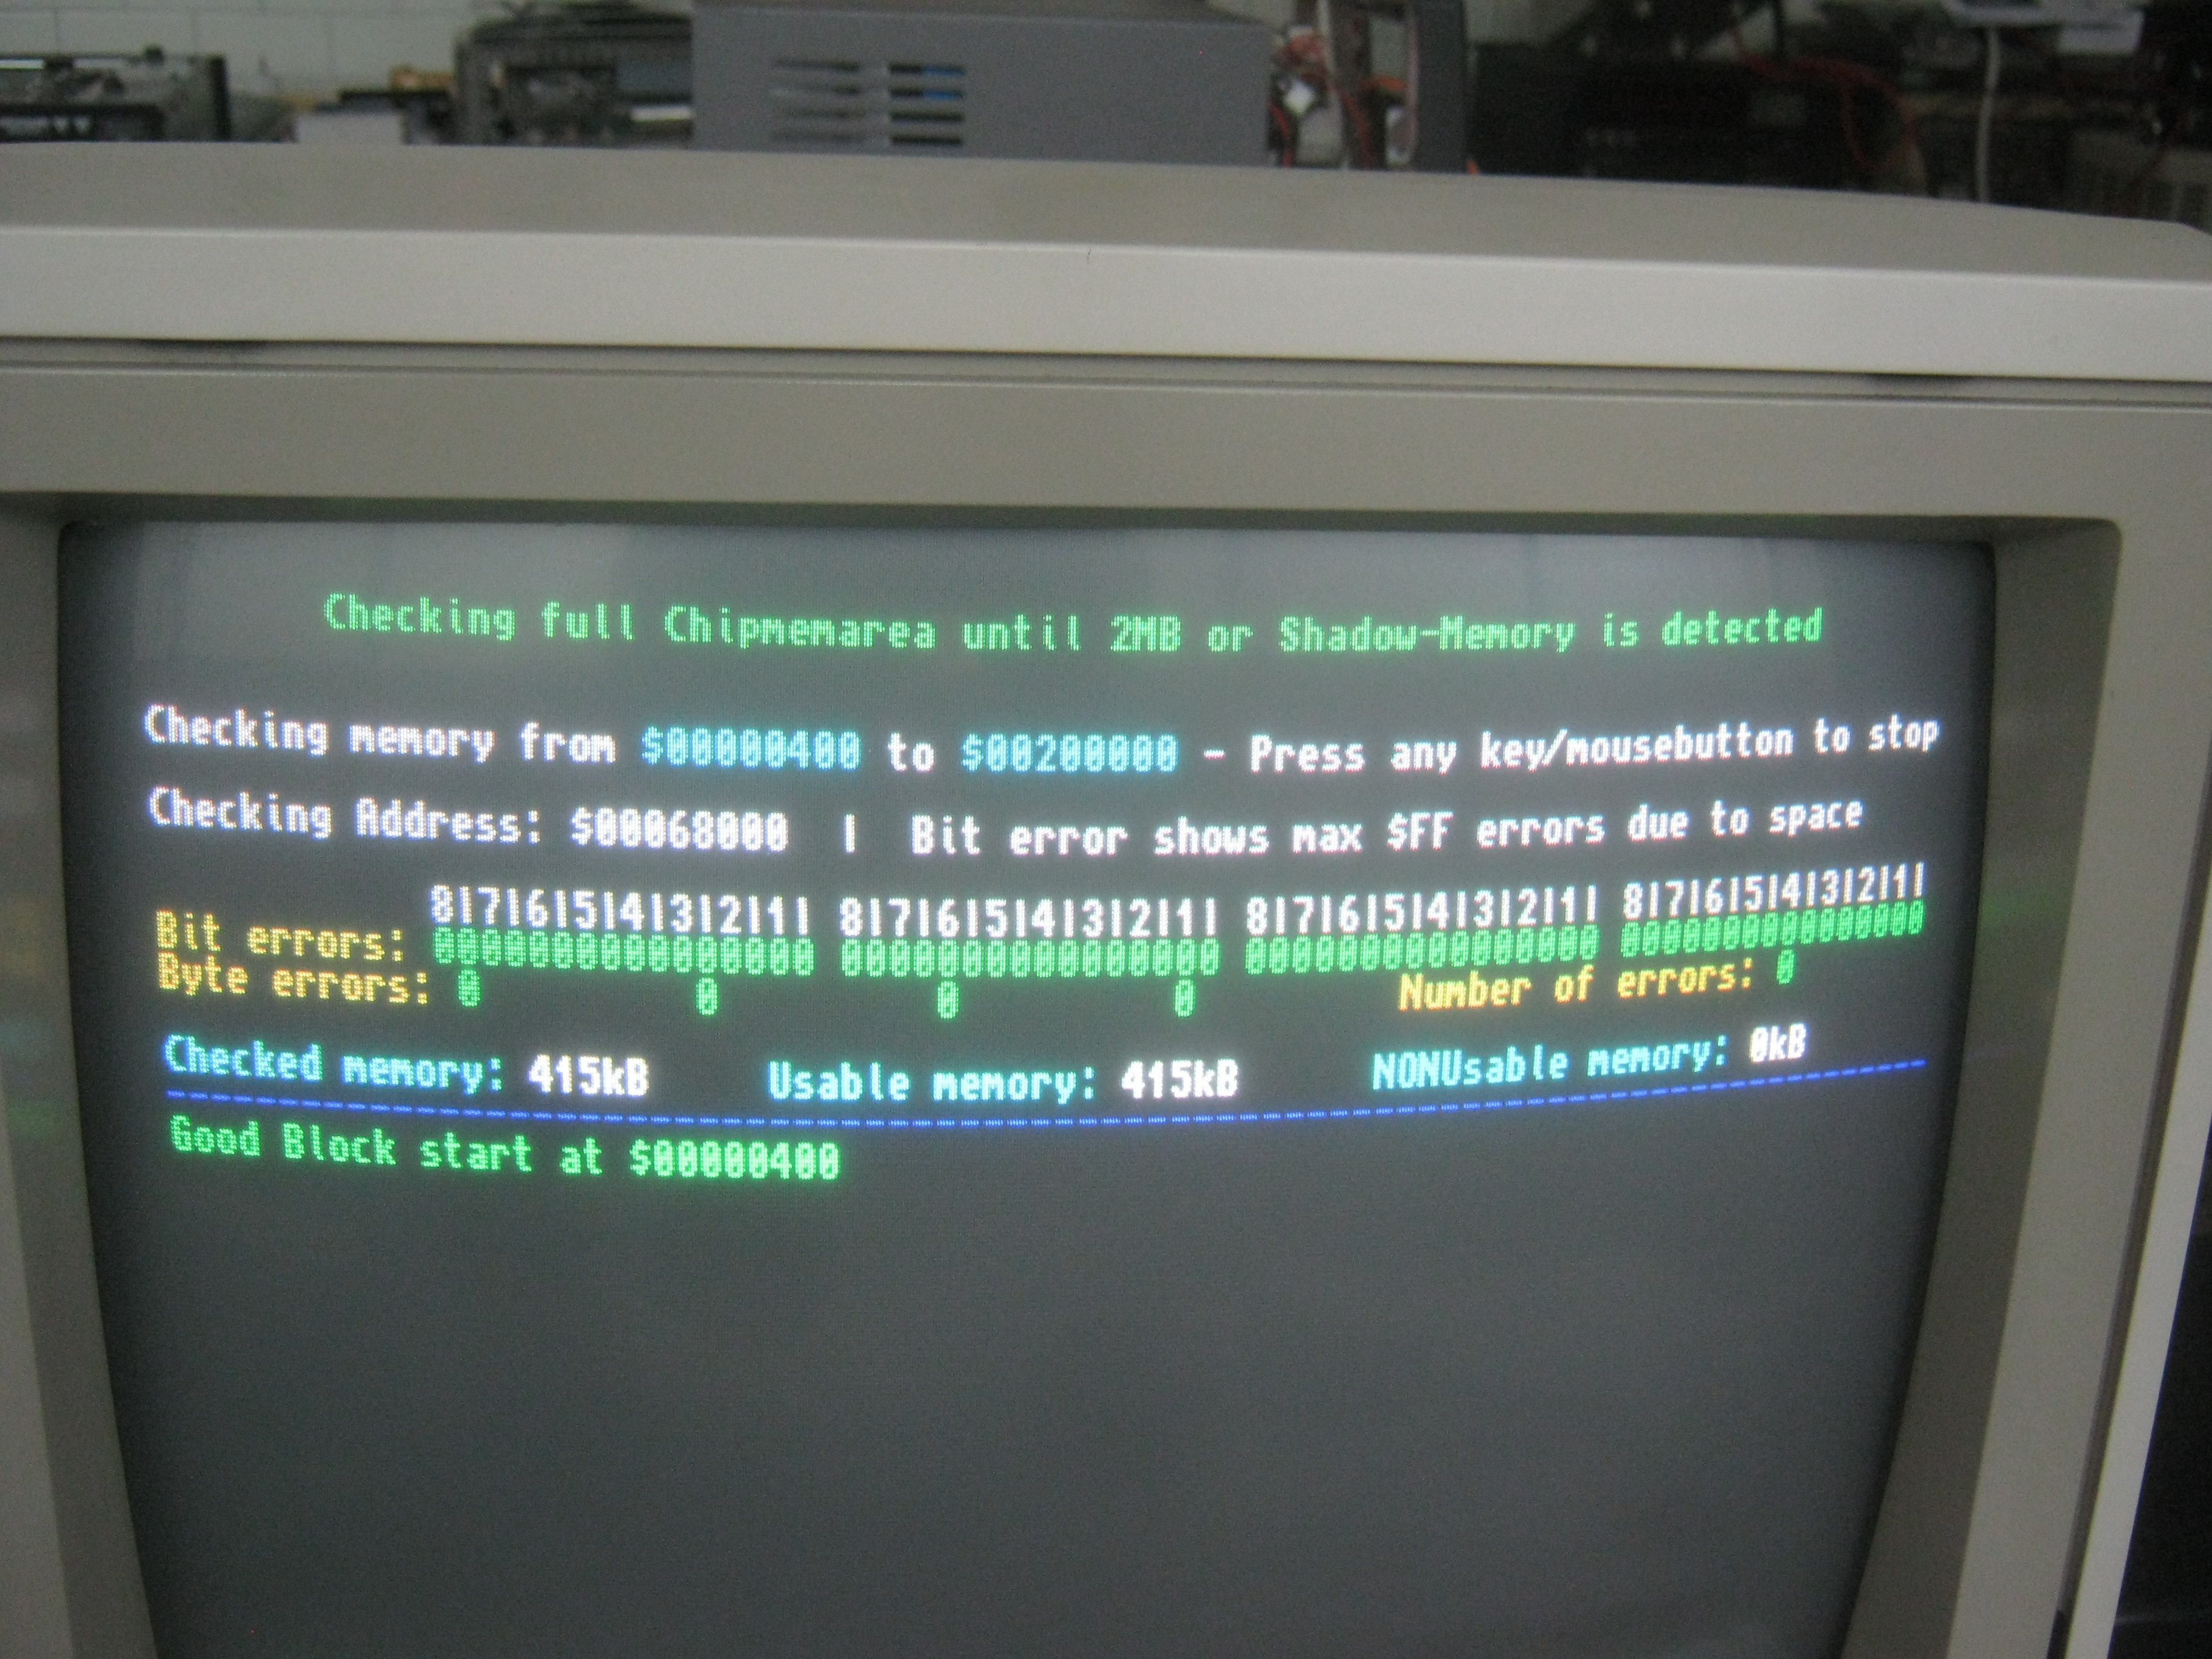 Checking full Chipmemarea until 2MB or Shadow-Memory is detected
Checking memory from $00000400 to $00200000 - Press any key/mousebutton to stop
Checking Address: $00068000 | Bit error shows max $FF errors due to space
8|7|6|5|4|3|2|1| 8|7|6|5|4|3|2|1| 8|7|6|5|4|3|2|1| 8|7|6|5|4|3|2|1|
Bit errors: 0000000000000000 0000000000000000 0000000000000000 0000000000000000
Byte errors: 0 0 0 0 Number of errors: 0
Checked memory: 415kB Usable memory: 415kB NONUsable memory: 0kB
Good Block start at $00000400